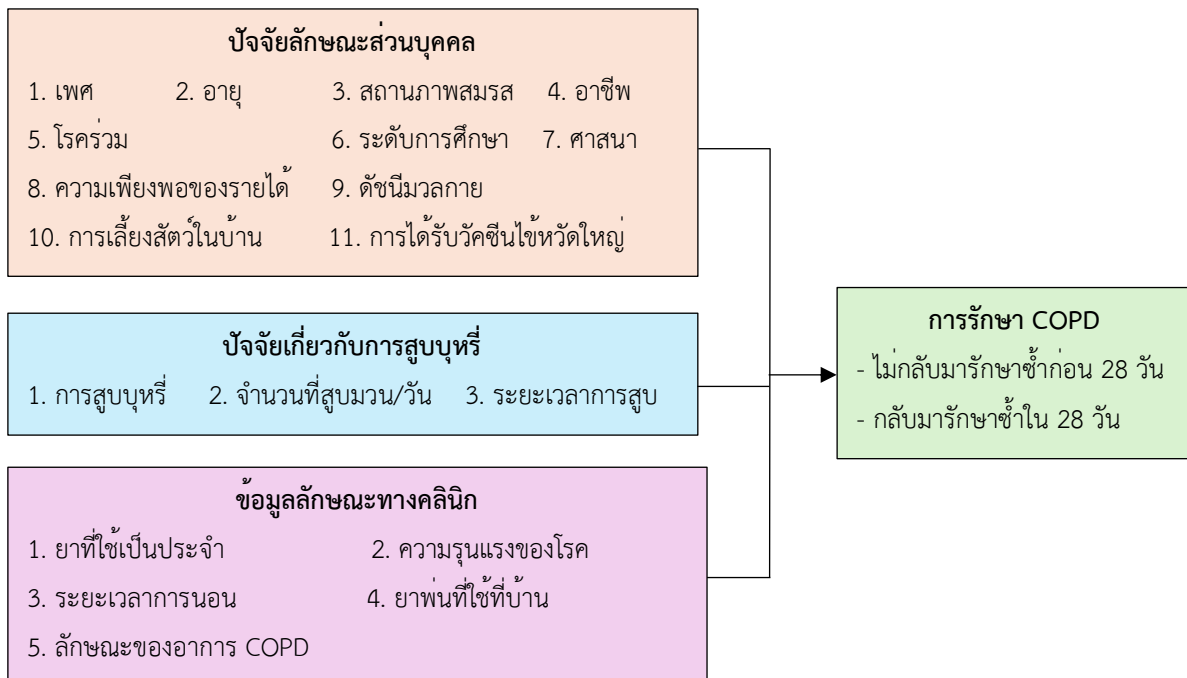 ปัจจัยลักษณะส่วนบุคคล
1. เพศ 2. อายุ 3. สถานภาพสมรส 4. อาชีพ
5. โรคร่วม 6. ระดับการศึกษา 7. ศาสนา
8. ความเพียงพอของรายได้ 9. ดัชนีมวลกาย
10. การเลี้ยงสัตว์ในบ้าน 11. การได้รับวัคซีนไข้หวัดใหญ่
ปัจจัยเกี่ยวกับการสูบบุหรี่
1. การสูบบุหรี่ 2. จำนวนที่สูบมวน/วัน 3. ระยะเวลาการสูบ
ข้อมูลลักษณะทางคลินิก
1. ยาที่ใช้เป็นประจำ 2. ความรุนแรงของโรค
3. ระยะเวลาการนอน 4. ยาพ่นที่ใช้ที่บ้าน
5. ลักษณะของอาการ COPD
การรักษา COPD
- ไม่กลับมารักษาซ้ำก่อน 28 วัน
- กลับมารักษาซ้ำใน 28 วัน